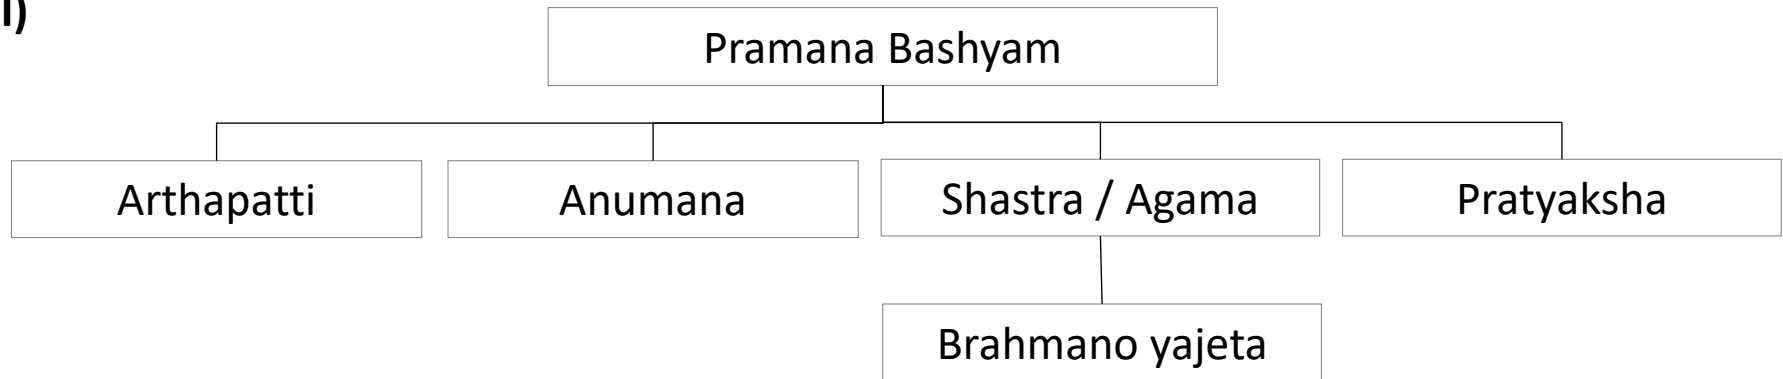 I)
Pramana Bashyam
Arthapatti
Anumana
Shastra / Agama
Pratyaksha
Brahmano yajeta